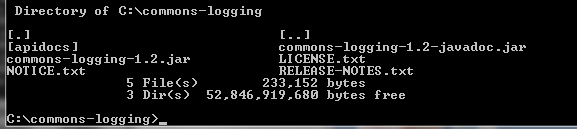 Directory of C:\commons-logging
[.] [..]
[apidocs] commons-logging-1.2-javadoc.jar
commons-logging-1.2.jar LICENSE.txt
NOTICE.txt RELEASE-NOTES.txt
5 File(s) 233,152 bytes
3 Dir(s) 52,846,919,680 bytes free
C:\commons-logging>_